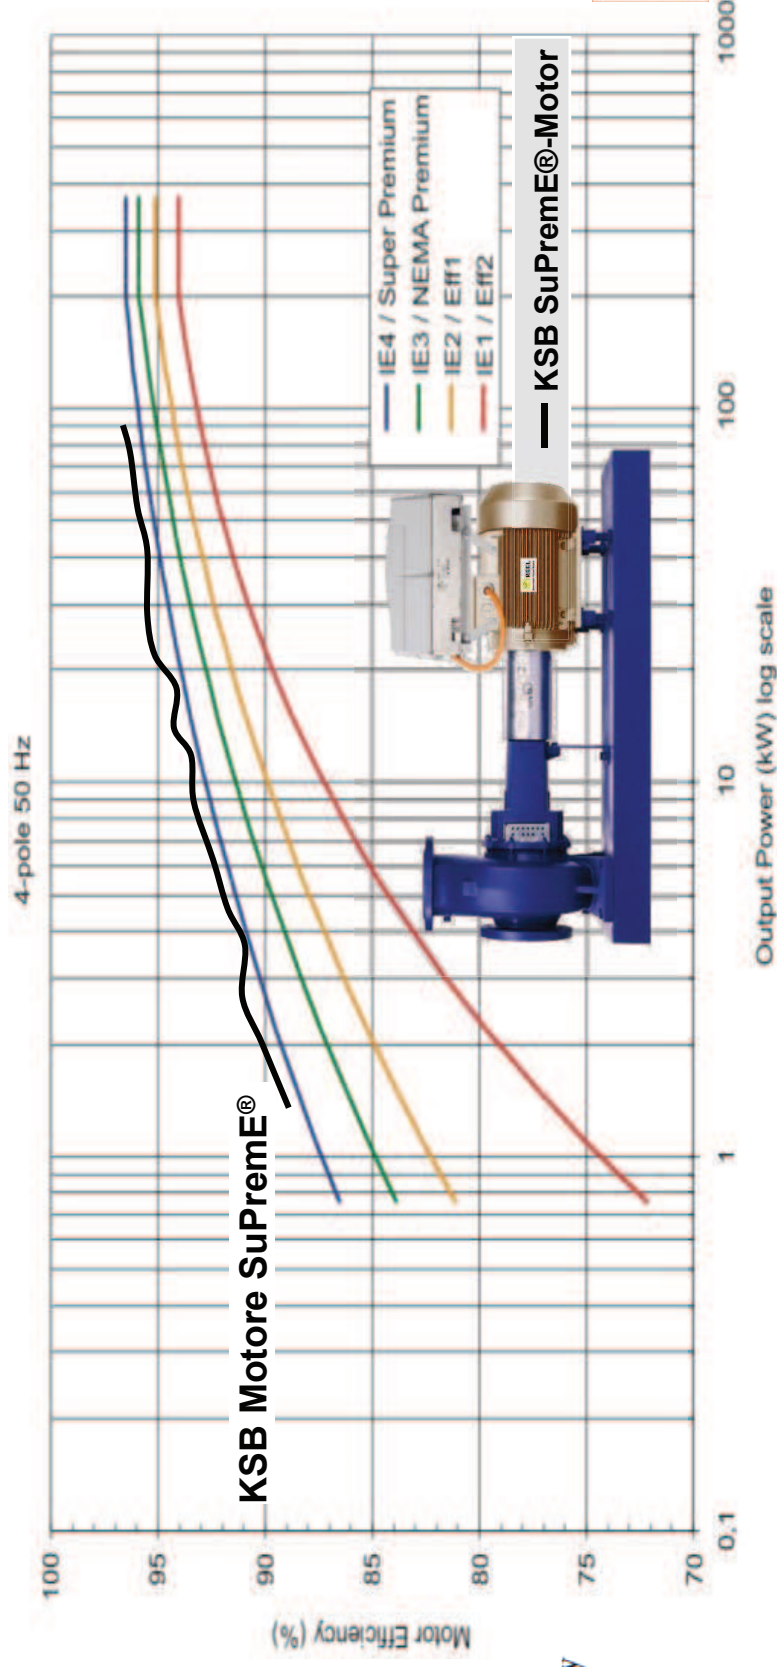 4-pole 50 Hz
Motor Efficiency (%)
100
95
90
85
80
75
70
KSB Motore SuPremE®
IE4 / Super Premium
IE3 / NEMA Premium
IE2 / Eff1
IE1 / Eff2
KSB SuPremE®-Motor
REEL
0,1
1
10
100
1000
Output Power (kW) log scale
y